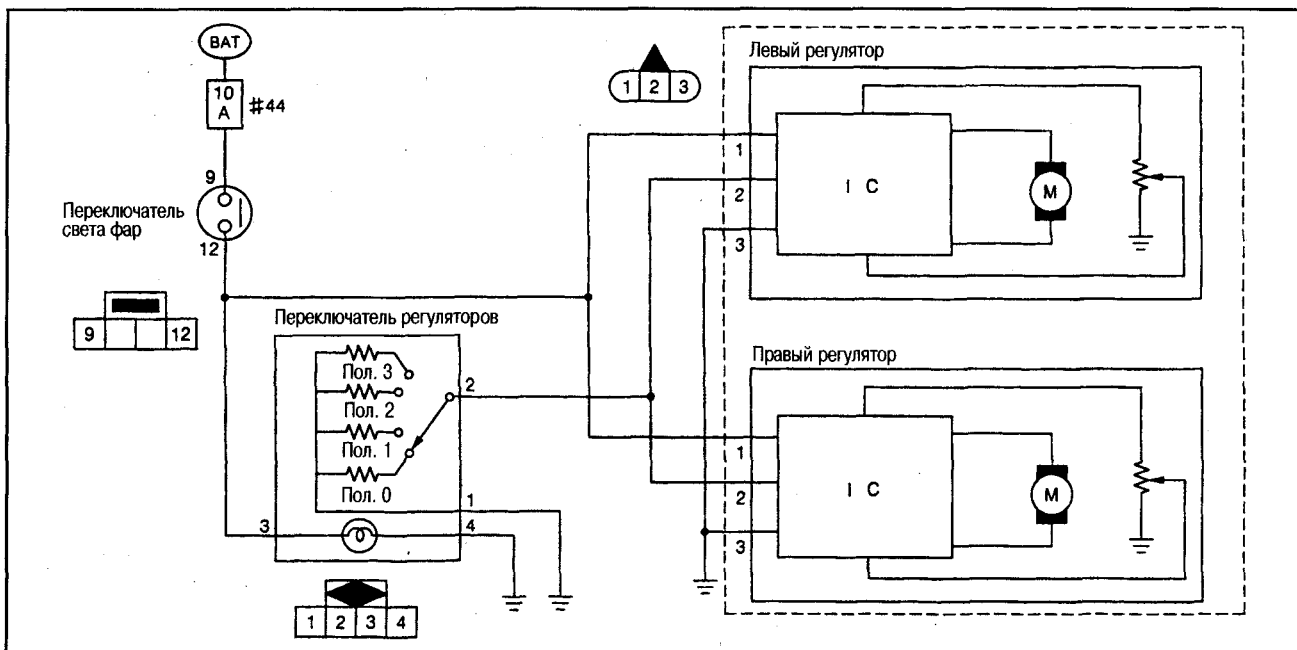 BAT
10
A
#44
9
Переключатель
света фар
12
9 12
Переключатель регуляторов
Пол. 3
Пол. 2
Пол. 1
Пол. 0
2
1
3
4
1 2 3 4
1 2 3
Левый регулятор
1
2
3
I C
M
Правый регулятор
1
2
3
I C
M